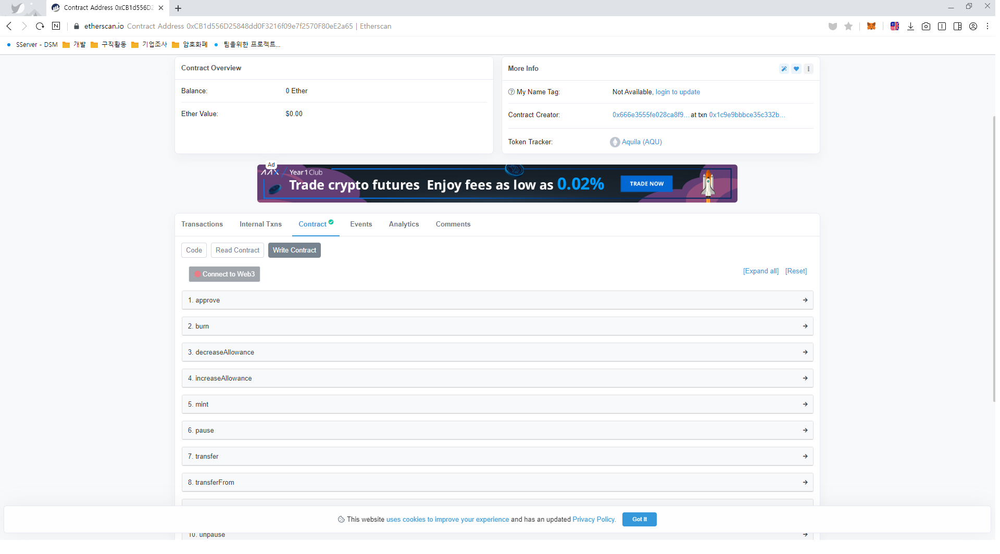 Contract Address 0xCB1d556D2
etherscan.io Contract Address 0xCB1d556D25848dd0F3216f09e7f2570F80eE2a65 | Etherscan
SServer - DSM 개발 구직활동 기업조사 암호화폐 팀을위한 프로젝트...
Contract Overview
Balance: 0 Ether
Ether Value: $0.00
More Info
My Name Tag: Not Available, login to update
Contract Creator: 0x666e3555fe028ca8f9... at txn 0x1c9e9bbbce35c332b...
Token Tracker: Aquila (AQU)
Ad
AAX Year 1 Club
Trade crypto futures Enjoy fees as low as 0.02% TRADE NOW
Transactions Internal Txns Contract Events Analytics Comments
Code Read Contract Write Contract
Connect to Web3 [Expand all] [Reset]
1. approve
2. burn
3. decreaseAllowance
4. increaseAllowance
5. mint
6. pause
7. transfer
8. transferFrom
This website uses cookies to improve your experience and has an updated Privacy Policy. Got It
10. unpause